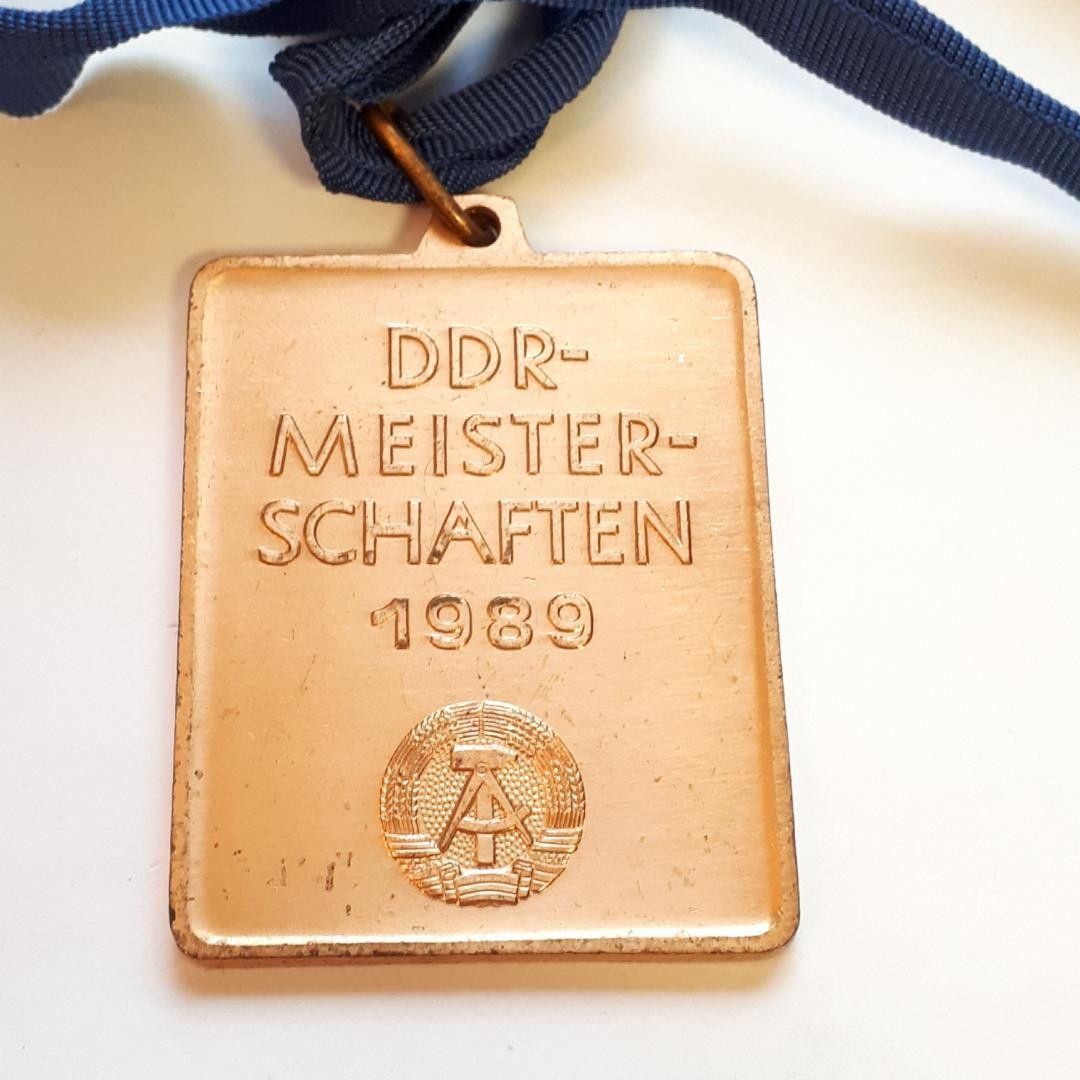 DDR-
MEISTER-
SCHAFTEN
1989